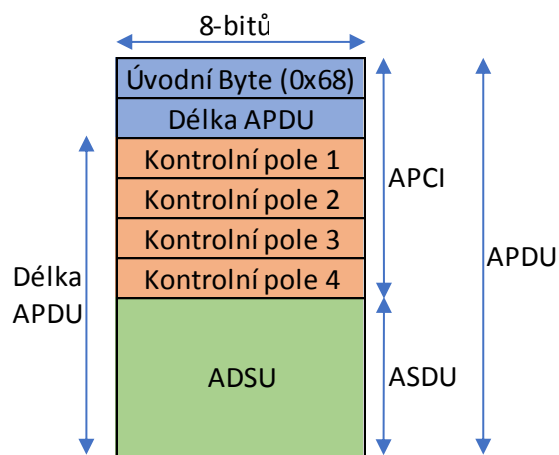 8-bitů
Úvodní Byte (0x68)
Délka APDU
Kontrolní pole 1
Kontrolní pole 2
Kontrolní pole 3
Kontrolní pole 4
ADSU
Délka
APDU
APCI
ASDU
APDU